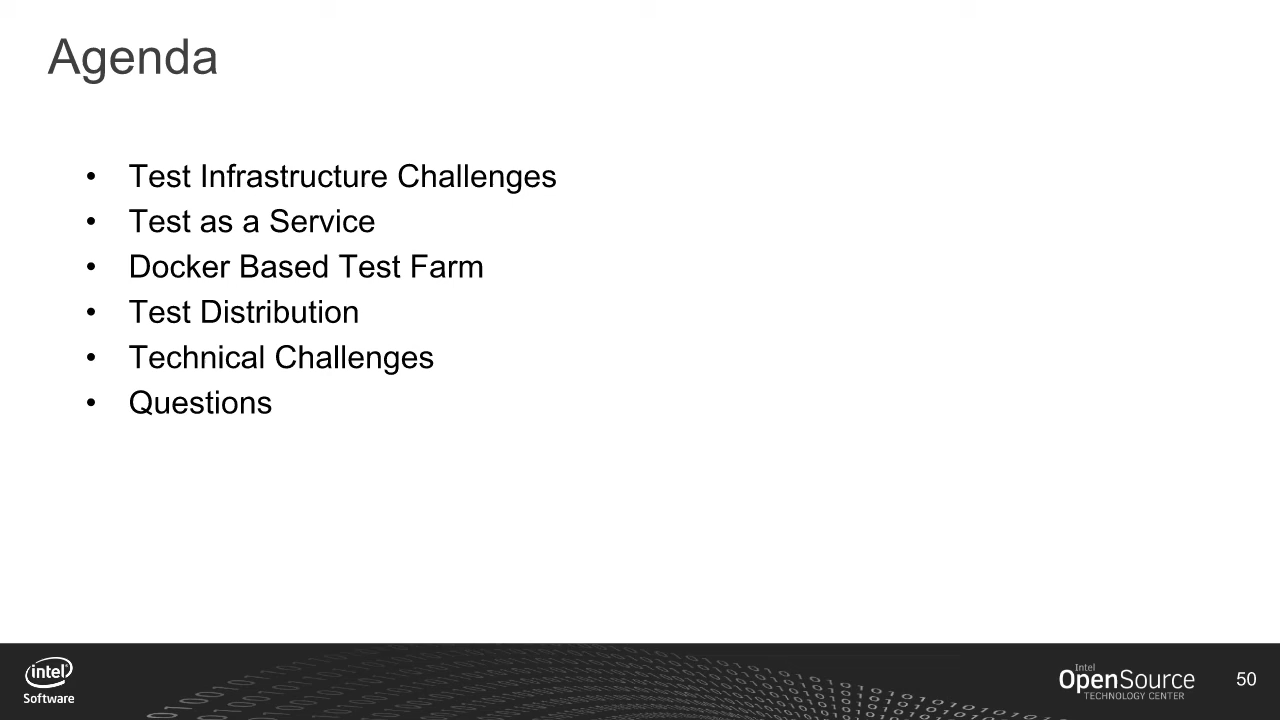 Agenda
• Test Infrastructure Challenges
• Test as a Service
• Docker Based Test Farm
• Test Distribution
• Technical Challenges
• Questions
intel
Software
Intel
OpenSource
TECHNOLOGY CENTER
50